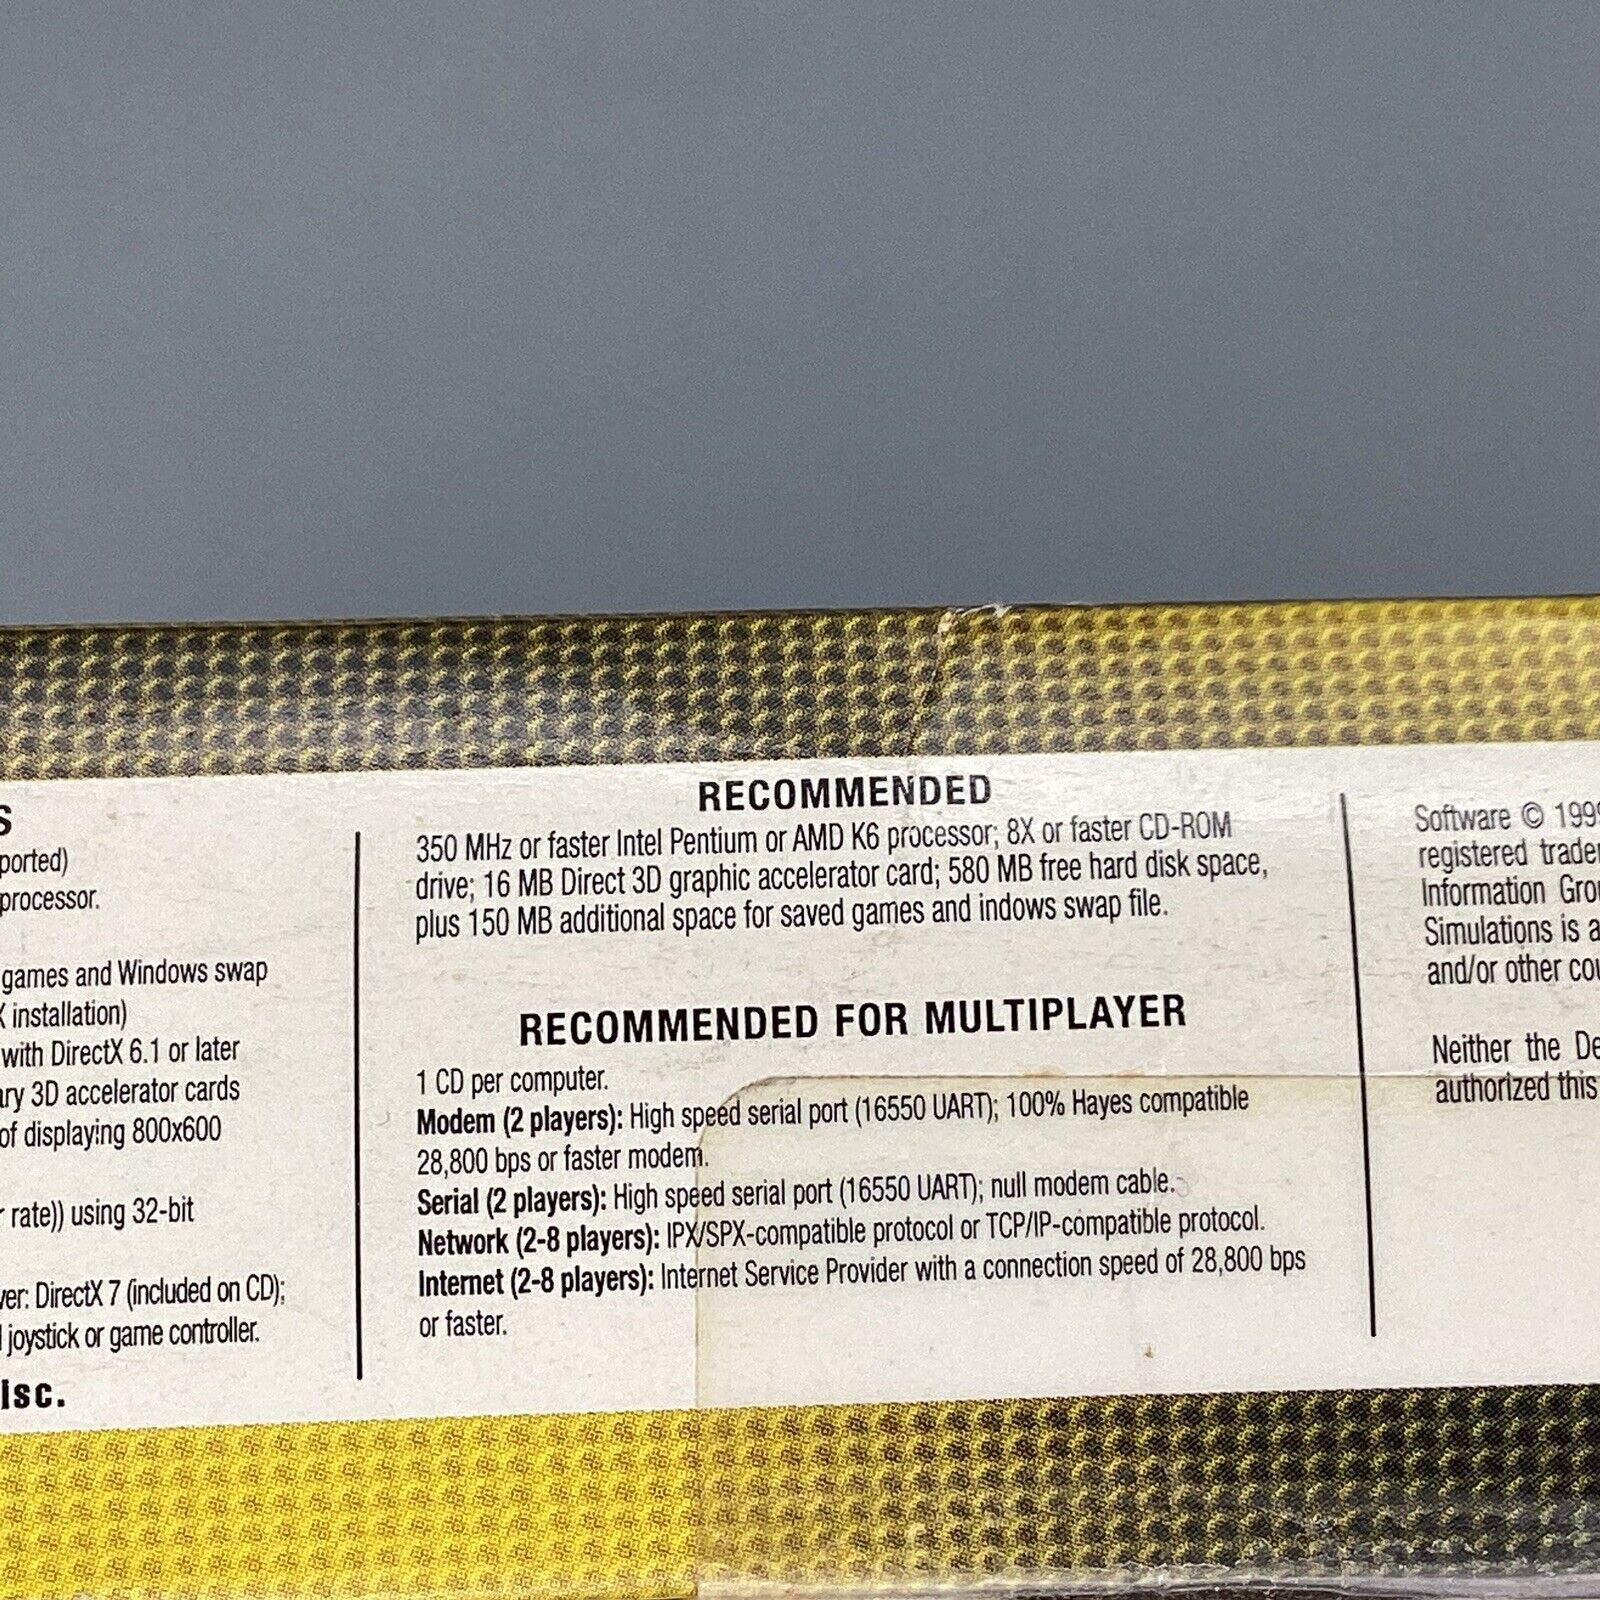 S
ported)
processor.
games and Windows swap
X installation)
with DirectX 6.1 or later
ary 3D accelerator cards
of displaying 800x600
r rate)) using 32-bit
ver: DirectX 7 (included on CD);
joystick or game controller.
isc.
RECOMMENDED
350 MHz or faster Intel Pentium or AMD K6 processor; 8X or faster CD-ROM
drive; 16 MB Direct 3D graphic accelerator card; 580 MB free hard disk space,
plus 150 MB additional space for saved games and indows swap file.
RECOMMENDED FOR MULTIPLAYER
1 CD per computer.
Modem (2 players): High speed serial port (16550 UART); 100% Hayes compatible
28,800 bps or faster modem.
Serial (2 players): High speed serial port (16550 UART); null modem cable.
Network (2-8 players): IPX/SPX-compatible protocol or TCP/IP-compatible protocol.
Internet (2-8 players): Internet Service Provider with a connection speed of 28,800 bps
or faster.
Software © 1999
registered trade
Information Gro
Simulations is a
and/or other cou
Neither the De
authorized this